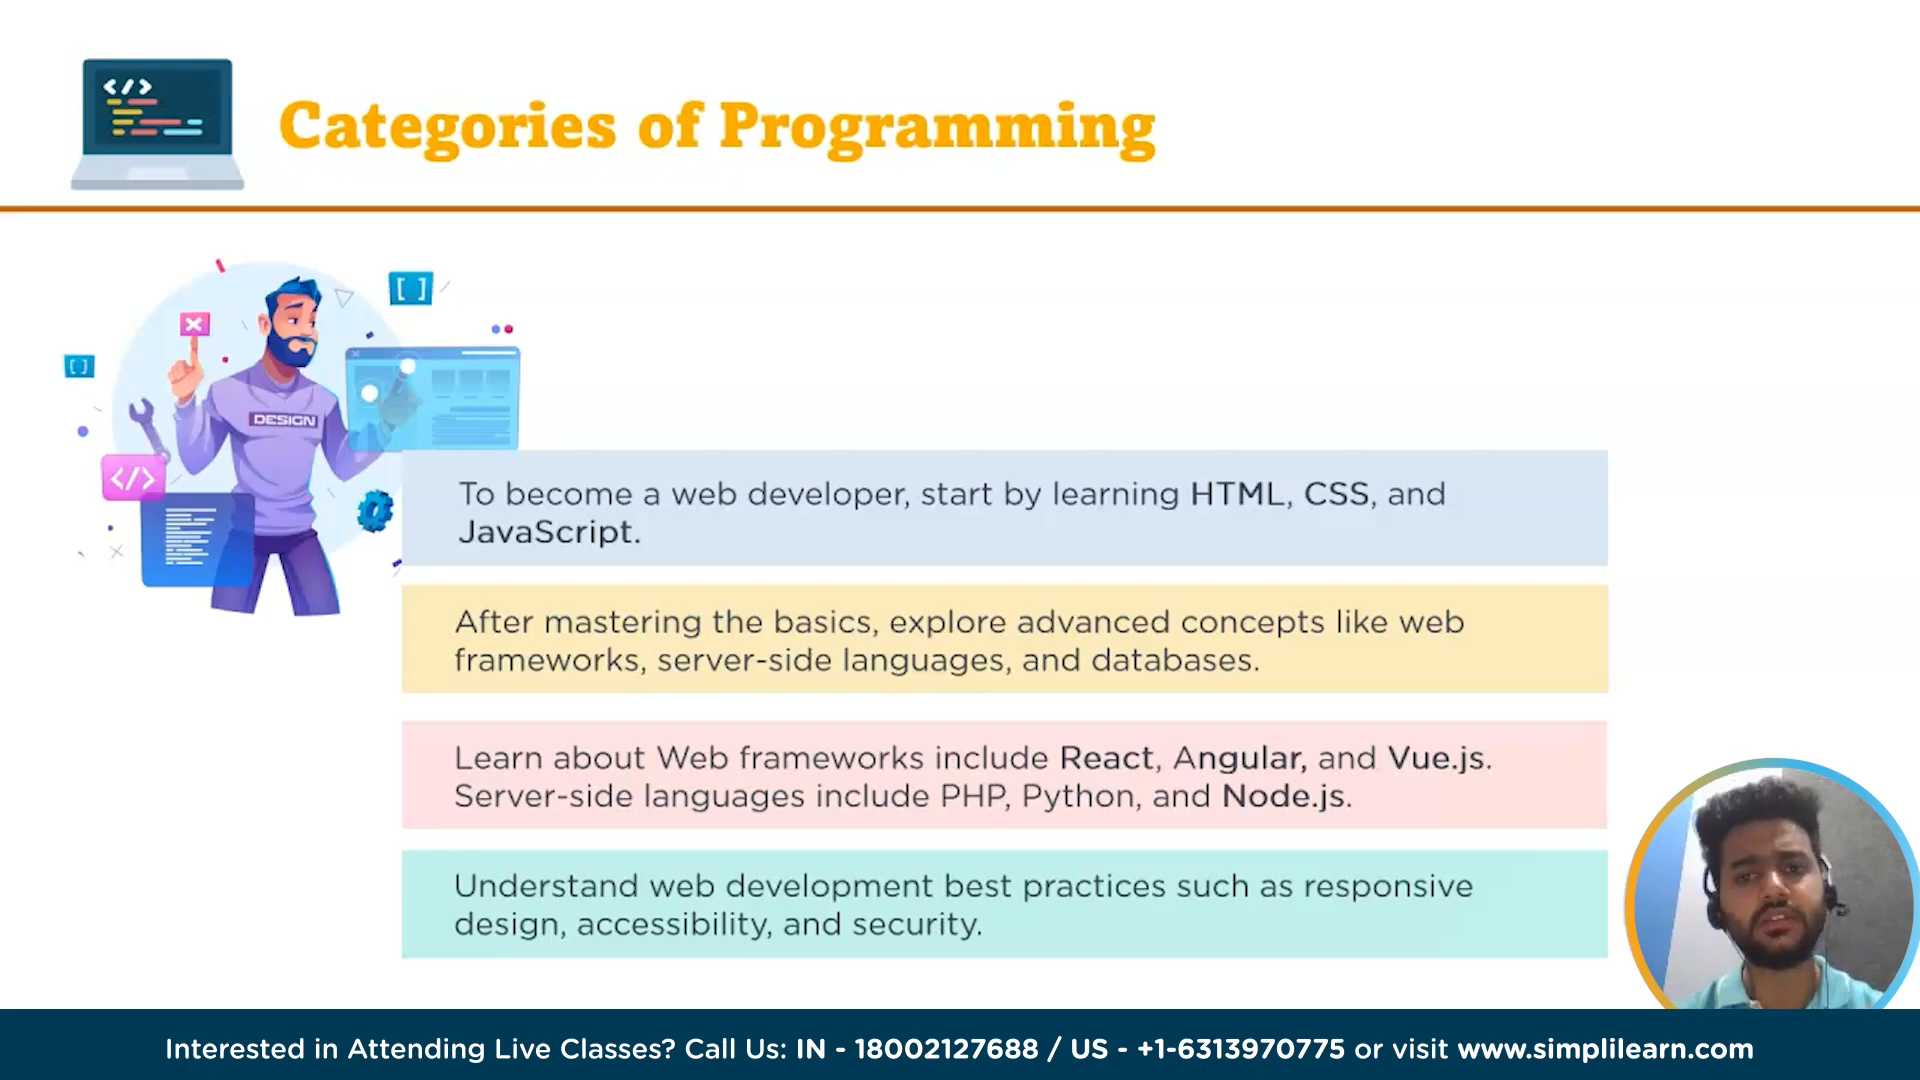 </>
Categories of Programming
[ ]
x
[ ]
DESIGN
</>
To become a web developer, start by learning HTML, CSS, and
JavaScript.
After mastering the basics, explore advanced concepts like web
frameworks, server-side languages, and databases.
Learn about Web frameworks include React, Angular, and Vue.js.
Server-side languages include PHP, Python, and Node.js.
Understand web development best practices such as responsive
design, accessibility, and security.
Interested in Attending Live Classes? Call Us: IN - 18002127688 / US - +1-6313970775 or visit www.simplilearn.com